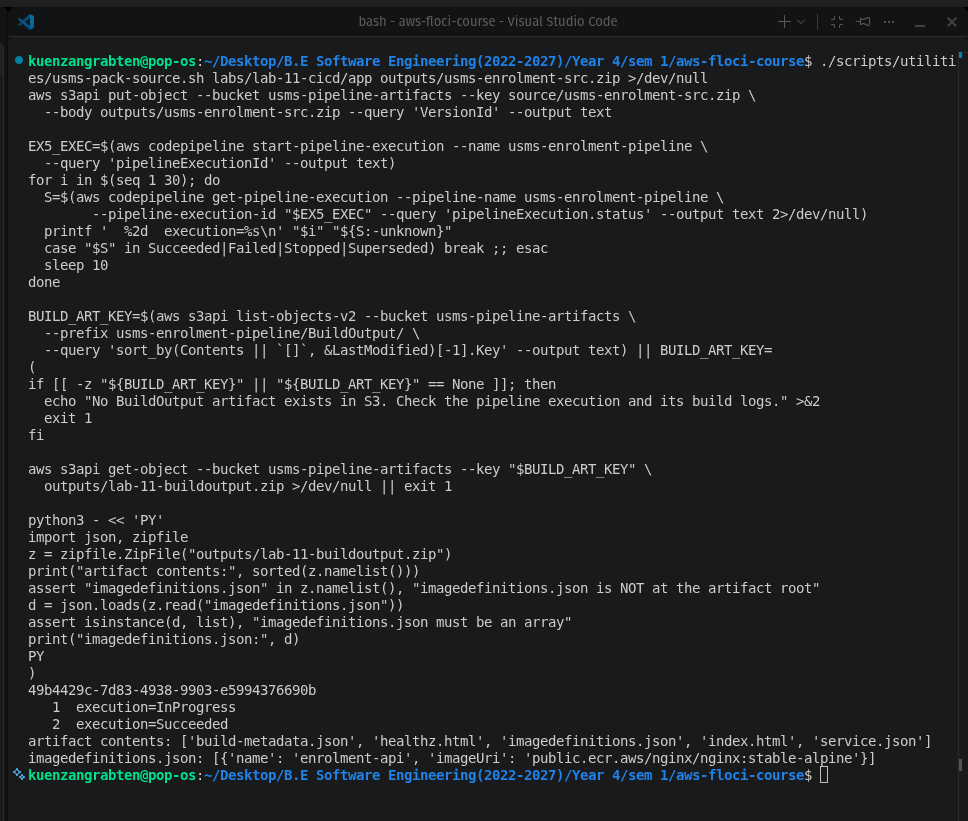 bash - aws-floci-course - Visual Studio Code
kuenzangrabten@pop-os:~/Desktop/B.E Software Engineering(2022-2027)/Year 4/sem 1/aws-floci-course$ ./scripts/utiliti
es/usms-pack-source.sh labs/lab-11-cicd/app outputs/usms-enrolment-src.zip >/dev/null
aws s3api put-object --bucket usms-pipeline-artifacts --key source/usms-enrolment-src.zip \
  --body outputs/usms-enrolment-src.zip --query 'VersionId' --output text

EX5_EXEC=$(aws codepipeline start-pipeline-execution --name usms-enrolment-pipeline \
  --query 'pipelineExecutionId' --output text)
for i in $(seq 1 30); do
  S=$(aws codepipeline get-pipeline-execution --pipeline-name usms-enrolment-pipeline \
        --pipeline-execution-id "$EX5_EXEC" --query 'pipelineExecution.status' --output text 2>/dev/null)
  printf '  %2d  execution=%s\n' "$i" "${S:-unknown}"
  case "$S" in Succeeded|Failed|Stopped|Superseded) break ;; esac
  sleep 10
done

BUILD_ART_KEY=$(aws s3api list-objects-v2 --bucket usms-pipeline-artifacts \
  --prefix usms-enrolment-pipeline/BuildOutput/ \
  --query 'sort_by(Contents || `[]`, &LastModified)[-1].Key' --output text) || BUILD_ART_KEY=
(
if [[ -z "${BUILD_ART_KEY}" || "${BUILD_ART_KEY}" == None ]]; then
  echo "No BuildOutput artifact exists in S3. Check the pipeline execution and its build logs." >&2
  exit 1
fi

aws s3api get-object --bucket usms-pipeline-artifacts --key "$BUILD_ART_KEY" \
  outputs/lab-11-buildoutput.zip >/dev/null || exit 1

python3 - << 'PY'
import json, zipfile
z = zipfile.ZipFile("outputs/lab-11-buildoutput.zip")
print("artifact contents:", sorted(z.namelist()))
assert "imagedefinitions.json" in z.namelist(), "imagedefinitions.json is NOT at the artifact root"
d = json.loads(z.read("imagedefinitions.json"))
assert isinstance(d, list), "imagedefinitions.json must be an array"
print("imagedefinitions.json:", d)
PY
)
49b4429c-7d83-4938-9903-e5994376690b
   1  execution=InProgress
   2  execution=Succeeded
artifact contents: ['build-metadata.json', 'healthz.html', 'imagedefinitions.json', 'index.html', 'service.json']
imagedefinitions.json: [{'name': 'enrolment-api', 'imageUri': 'public.ecr.aws/nginx/nginx:stable-alpine'}]
kuenzangrabten@pop-os:~/Desktop/B.E Software Engineering(2022-2027)/Year 4/sem 1/aws-floci-course$